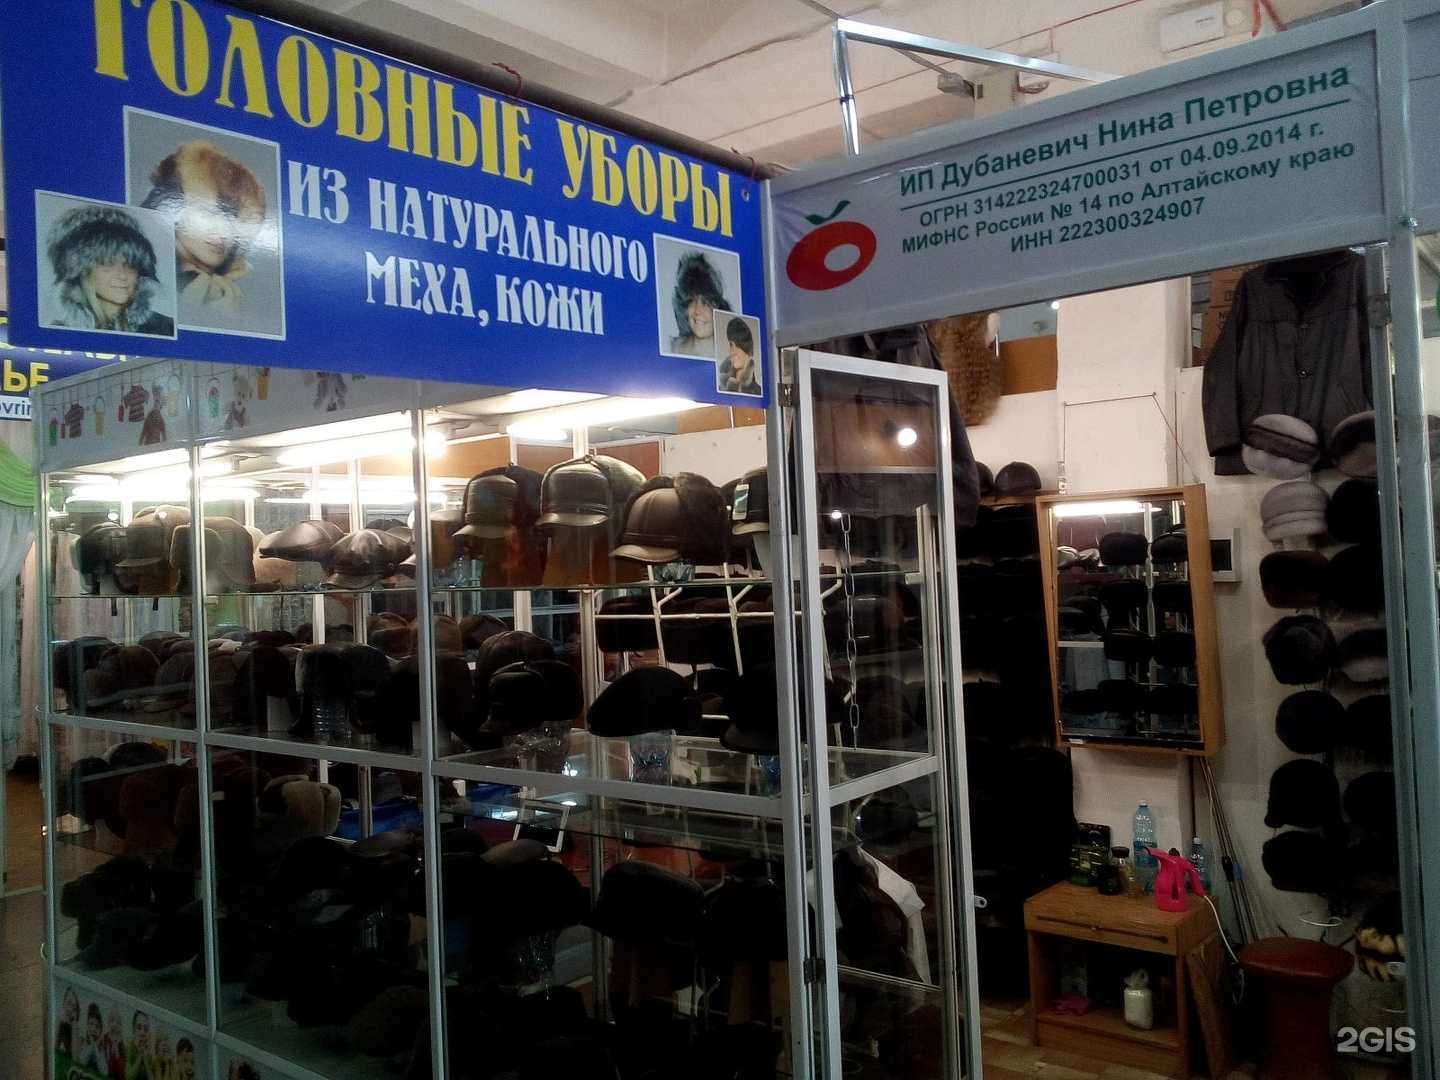 ГОЛОВНЫЕ УБОРЫ
ИЗ НАТУРАЛЬНОГО
МЕХА, КОЖИ
ИП Дубаневич Нина Петровна
ОГРН 314222324700031 от 04.09.2014 г.
МИФНС России № 14 по Алтайскому краю
ИНН 222300324907
ЬЕ
2GIS